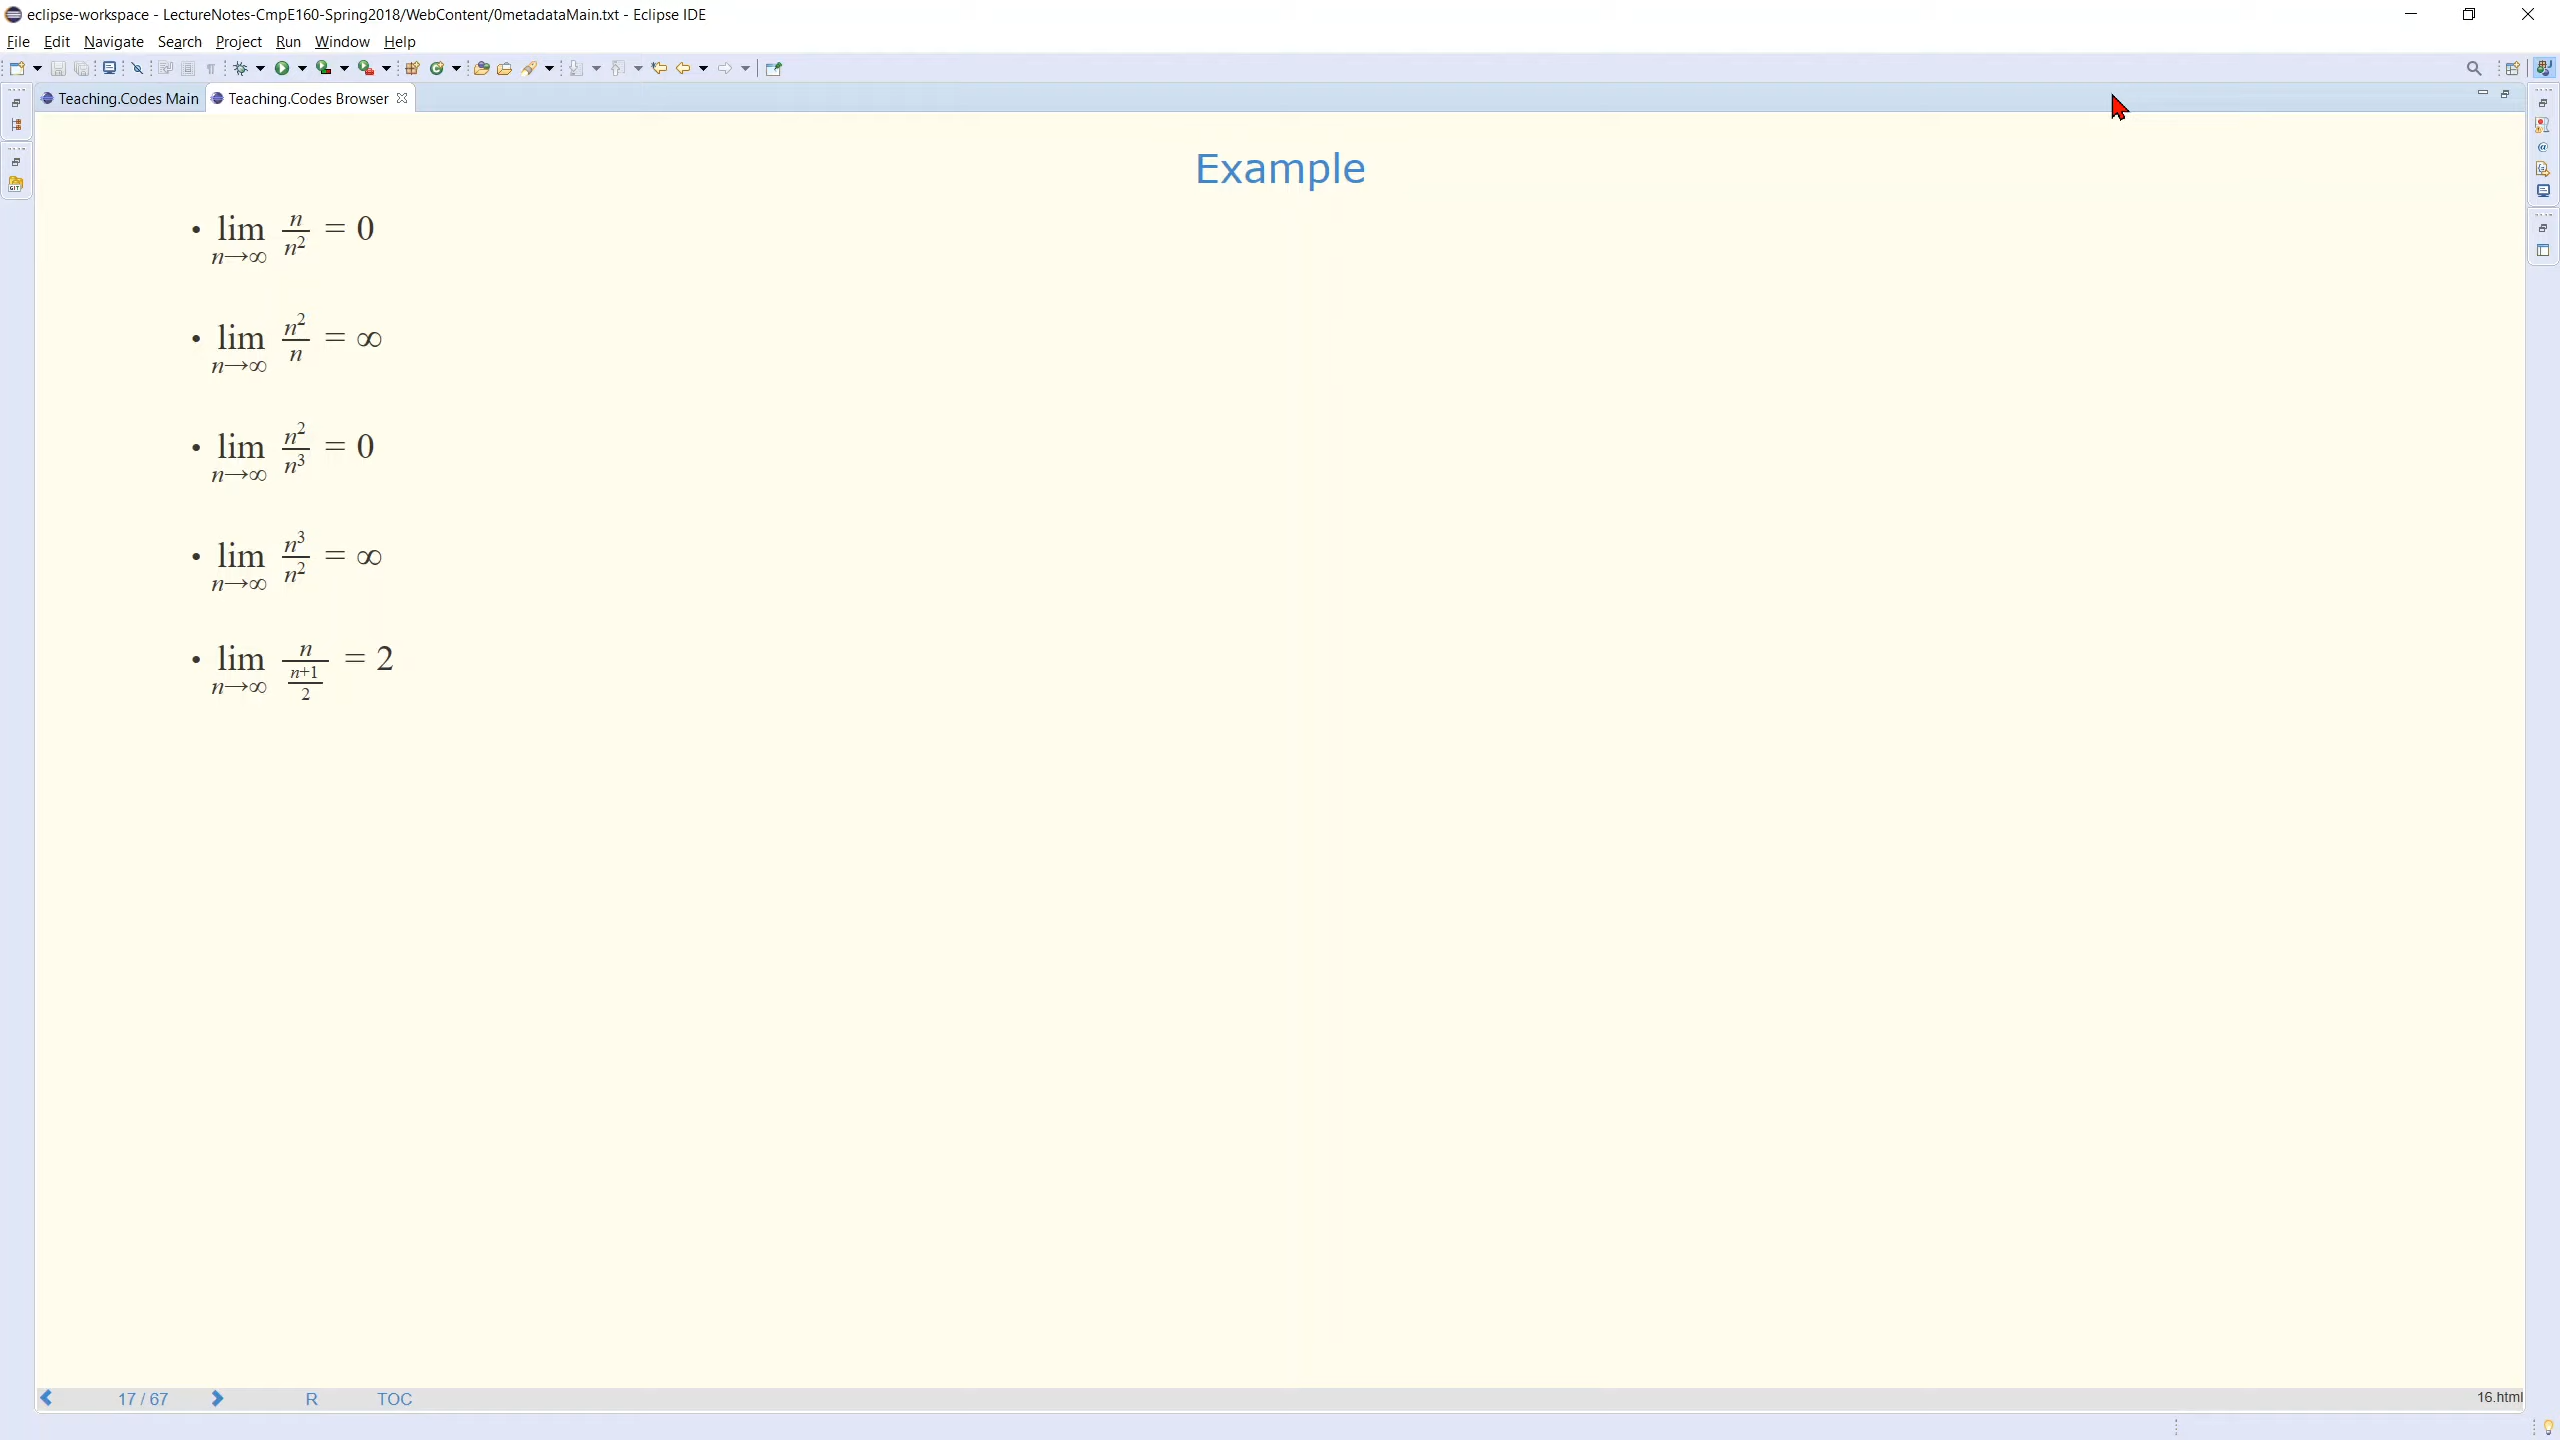 eclipse-workspace - LectureNotes-CmpE160-Spring2018/WebContent/0metadataMain.txt - Eclipse IDE
File Edit Navigate Search Project Run Window Help
Teaching.Codes Main Teaching.Codes Browser
Example
• lim n→∞ n/n² = 0
• lim n→∞ n²/n = ∞
• lim n→∞ n²/n³ = 0
• lim n→∞ n³/n² = ∞
• lim n→∞ n/((n+1)/2) = 2
17 / 67 R TOC 16.html